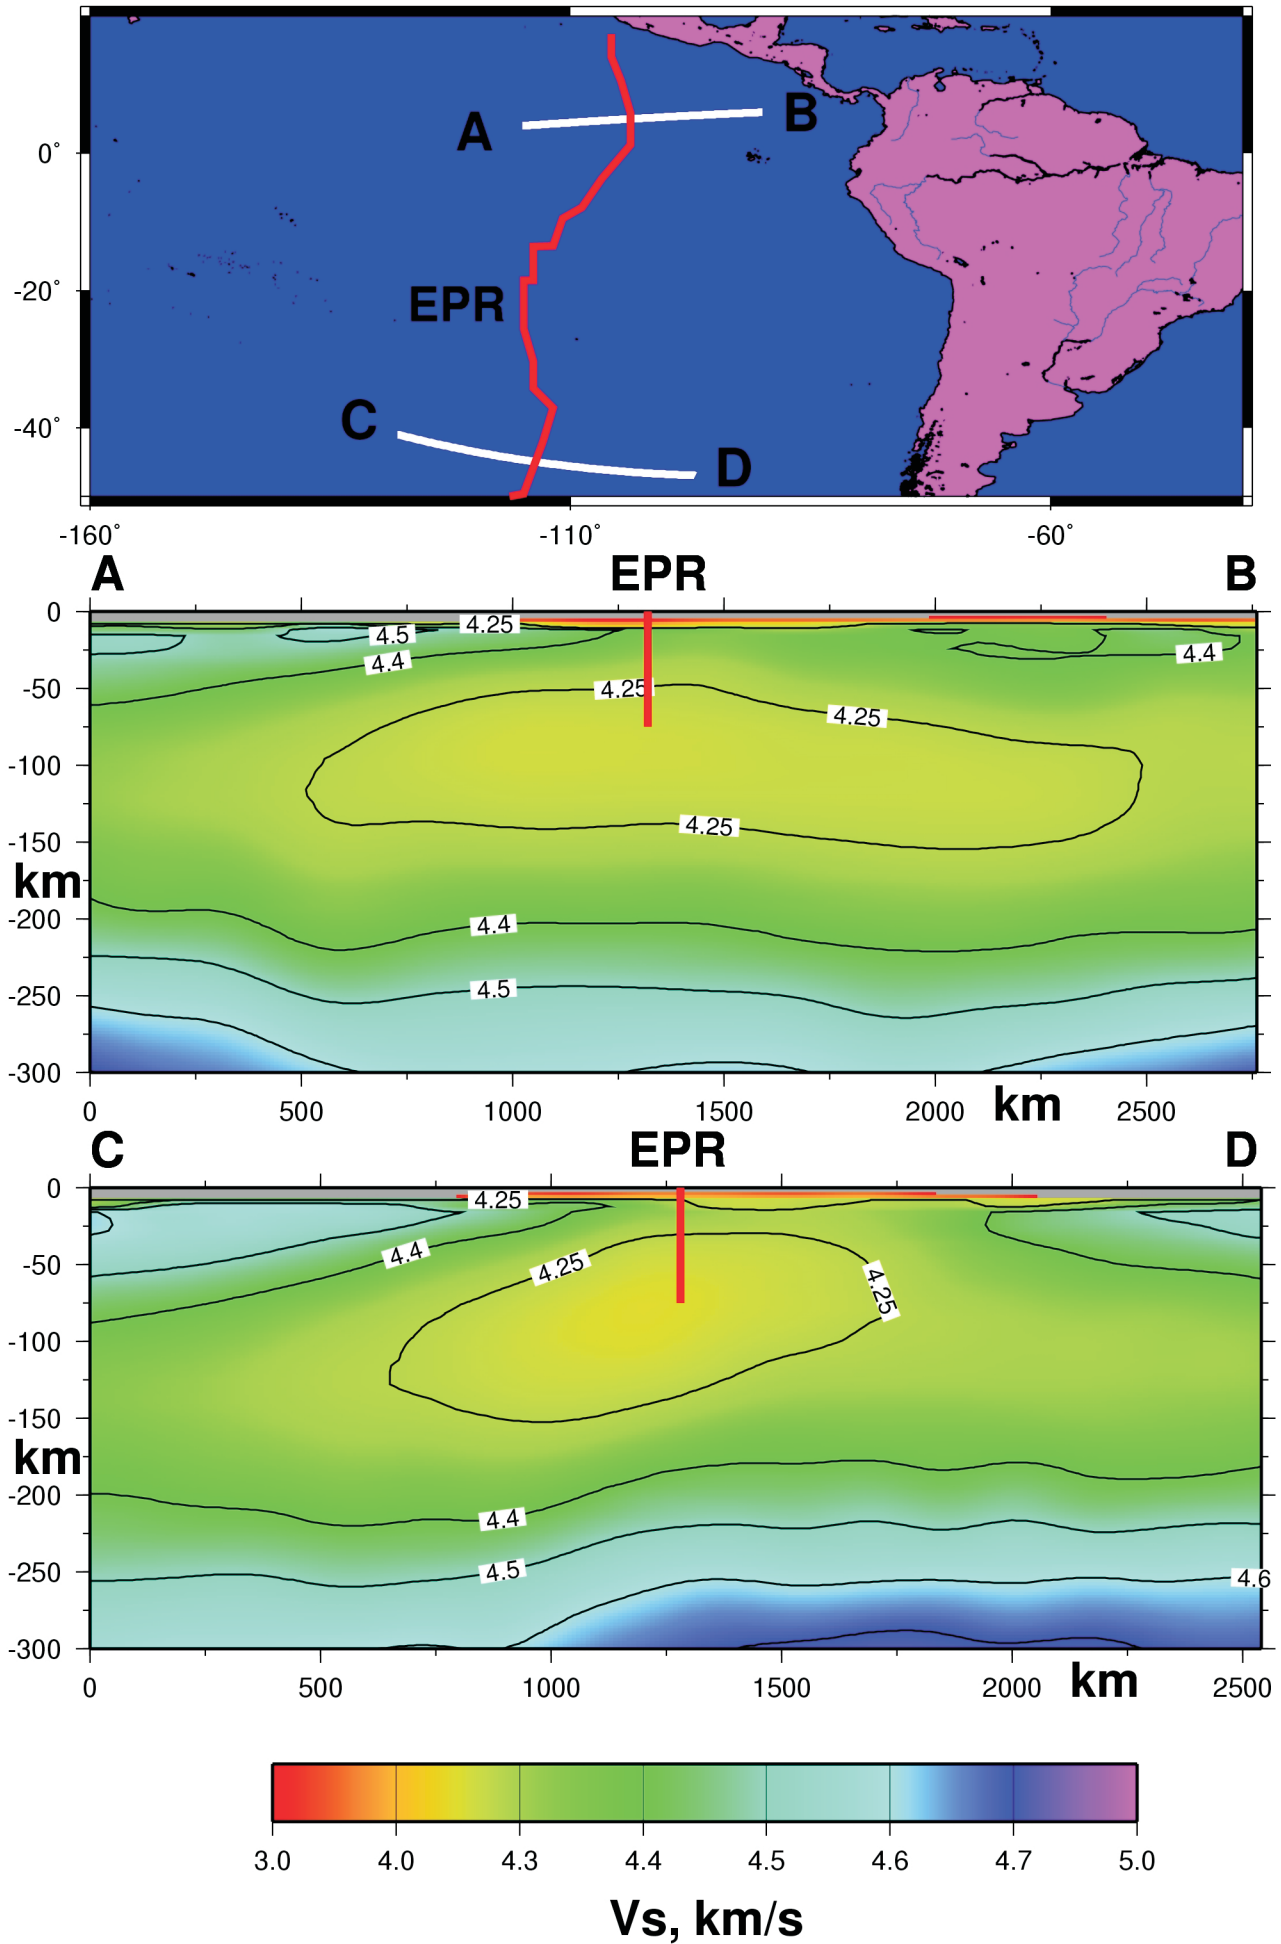 A B
0°
-20° EPR
-40° C D
-160° -110° -60°
A EPR B
0
4.25
4.5
4.4 4.4
-50 4.25
4.25
-100
-150 4.25
km
-200 4.4
-250 4.5
-300
0 500 1000 1500 2000 km 2500
C EPR D
0 4.25
-50 4.4 4.25 4.25
-100
-150
km
-200 4.4
-250 4.5 4.6
-300
0 500 1000 1500 2000 km 2500
3.0 4.0 4.3 4.4 4.5 4.6 4.7 5.0
Vs, km/s